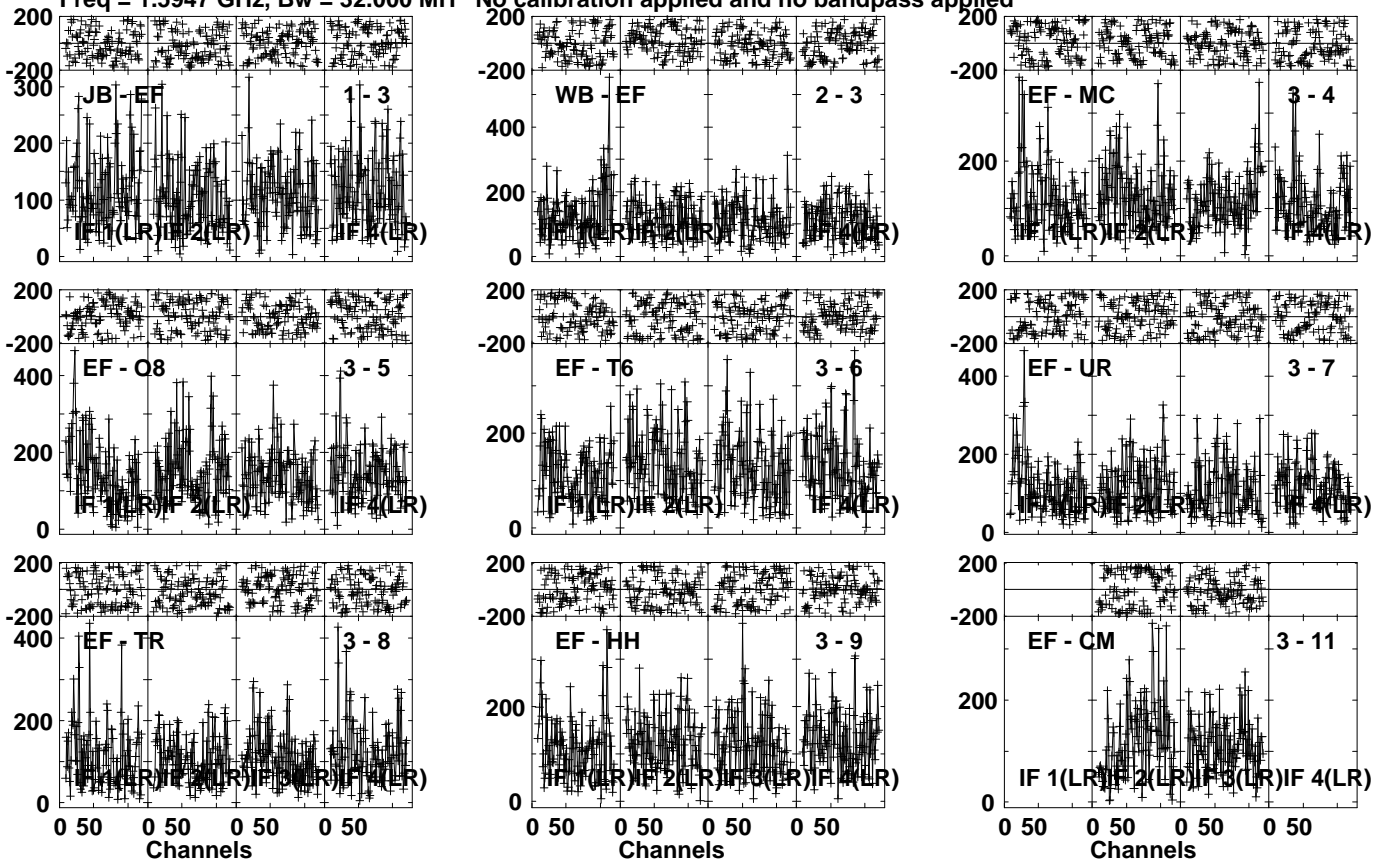 Freq = 1.5947 GHz, Bw = 32.000 MH No calibration applied and no bandpass applied
200
-200
300
200
100
0
JB - EF 1 - 3
IF 1(LR) IF 2(LR) IF 4(LR)
200
-200
400
200
0
WB - EF 2 - 3
IF 1(LR) IF 2(LR) IF 4(LR)
200
-200
200
0
EF - MC 3 - 4
IF 1(LR) IF 2(LR) IF 4(LR)
200
-200
400
200
0
EF - O8 3 - 5
IF 1(LR) IF 2(LR) IF 4(LR)
200
-200
200
0
EF - T6 3 - 6
IF 1(LR) IF 2(LR) IF 4(LR)
200
-200
400
200
0
EF - UR 3 - 7
IF 1(LR) IF 2(LR) IF 4(LR)
200
-200
400
200
0
EF - TR 3 - 8
IF 1(LR) IF 2(LR) IF 3(LR) IF 4(LR)
0 50 0 50 0 50 0 50
Channels
200
-200
200
0
EF - HH 3 - 9
IF 1(LR) IF 2(LR) IF 3(LR) IF 4(LR)
0 50 0 50 0 50 0 50
Channels
200
-200
200
0
EF - CM 3 - 11
IF 1(LR) IF 2(LR) IF 3(LR) IF 4(LR)
0 50 0 50 0 50 0 50
Channels